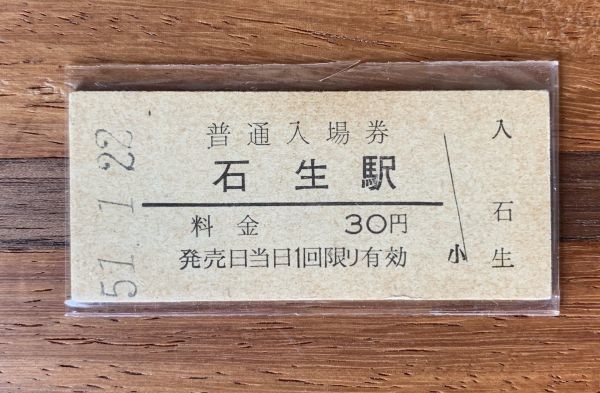 51. 1. 22
普通入場券
石生駅
料金 30円
発売日当日1回限り有効
小
入
石
生